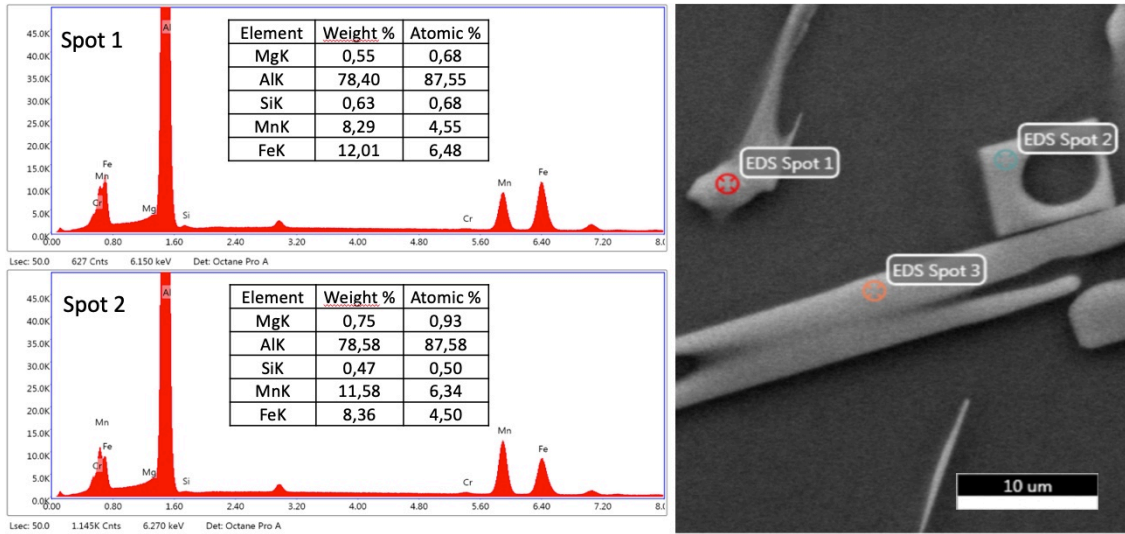 Spot 1
Element Weight % Atomic %
MgK 0,55 0,68
AlK 78,40 87,55
SiK 0,63 0,68
MnK 8,29 4,55
FeK 12,01 6,48
45.0K
40.0K
35.0K
30.0K
25.0K
20.0K
15.0K
10.0K
5.0K
0.0K
Al
Fe
Mn
Cr
Mg
Si
Cr
Mn
Fe
0.00 0.80 1.60 2.40 3.20 4.00 4.80 5.60 6.40 7.20 8.0
Lsec: 50.0 627 Cnts 6.150 keV Det: Octane Pro A
Spot 2
Element Weight % Atomic %
MgK 0,75 0,93
AlK 78,58 87,58
SiK 0,47 0,50
MnK 11,58 6,34
FeK 8,36 4,50
45.0K
40.0K
35.0K
30.0K
25.0K
20.0K
15.0K
10.0K
5.0K
0.0K
Al
Mn
Fe
Cr
Mg
Si
Cr
Mn
Fe
0.00 0.80 1.60 2.40 3.20 4.00 4.80 5.60 6.40 7.20 8.0
Lsec: 50.0 1.145K Cnts 6.270 keV Det: Octane Pro A
EDS Spot 1
EDS Spot 2
EDS Spot 3
10 um